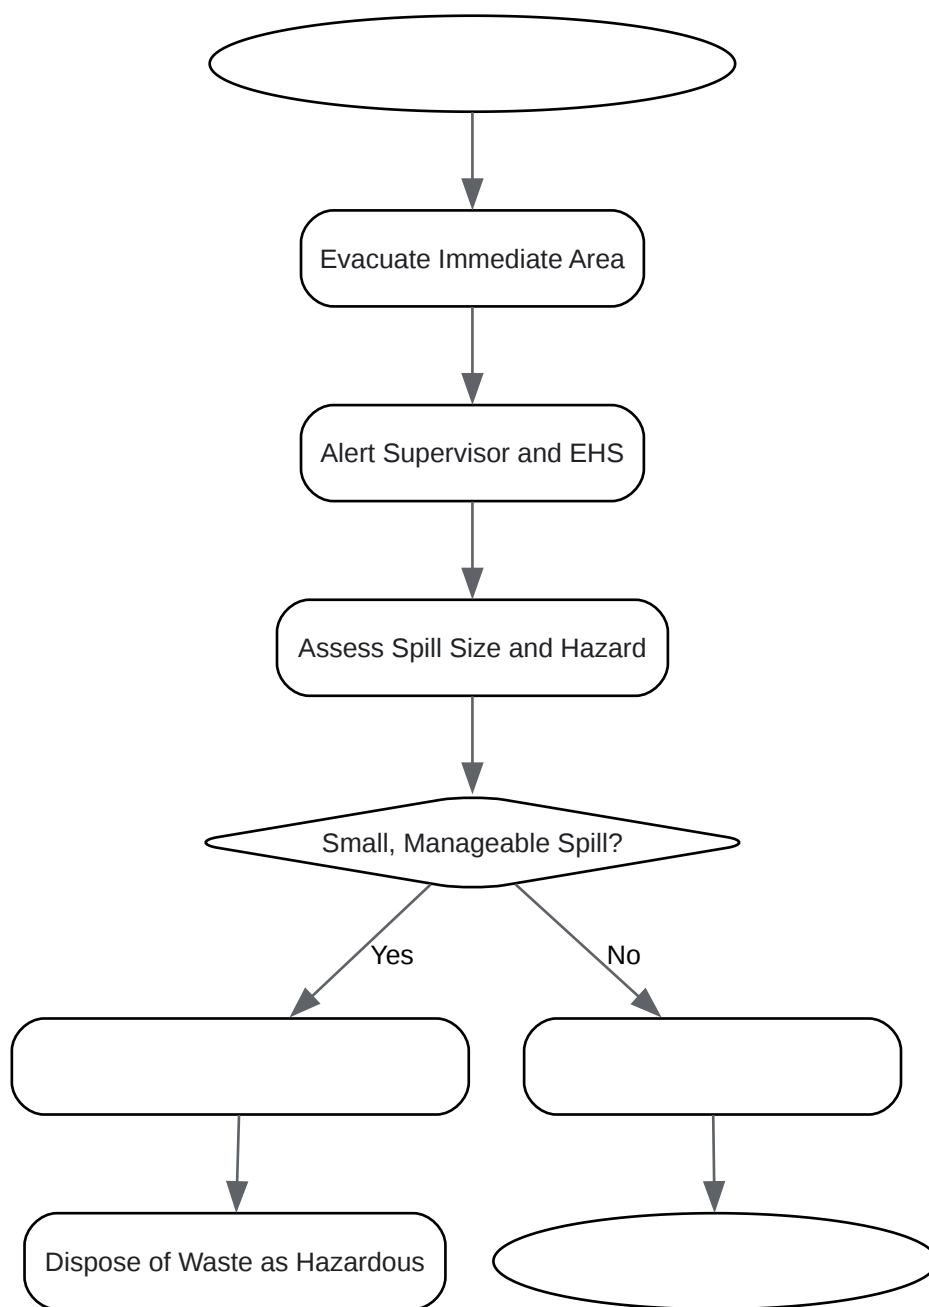 Evacuate Immediate Area
Alert Supervisor and EHS
Assess Spill Size and Hazard
Small, Manageable Spill?
Yes
No
Dispose of Waste as Hazardous